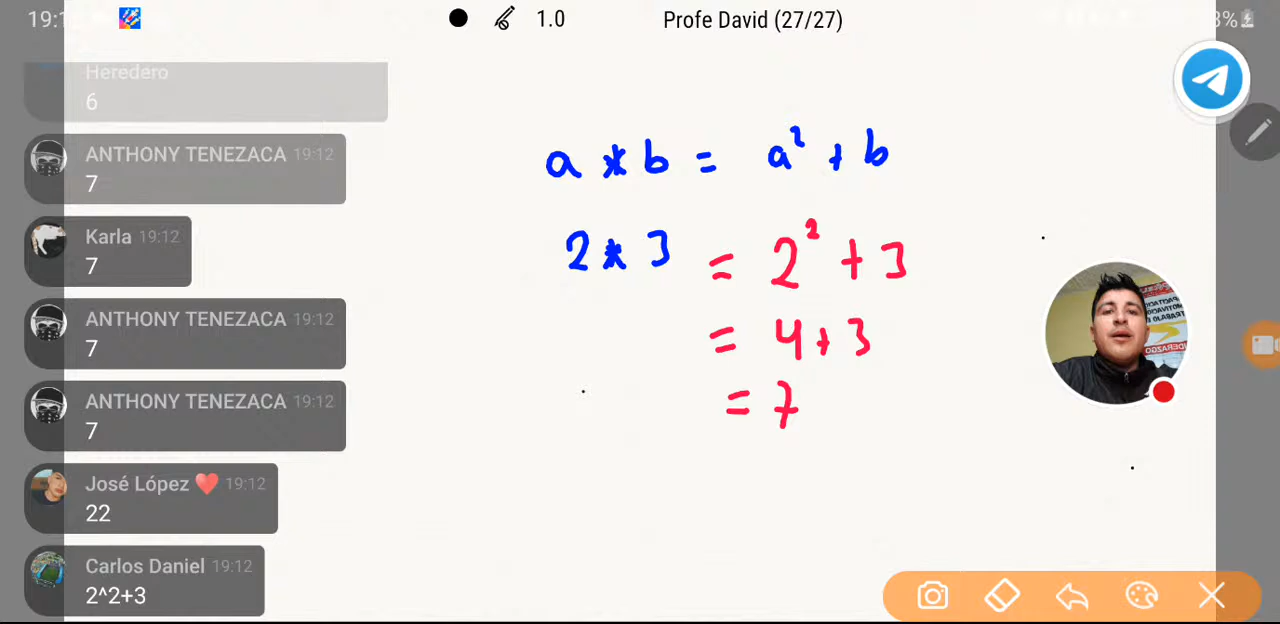 19:1
1.0
Profe David (27/27)
3%
Heredero
6
ANTHONY TENEZACA 19:12
7
Karla 19:12
7
ANTHONY TENEZACA 19:12
7
ANTHONY TENEZACA 19:12
7
José López ❤️ 19:12
22
Carlos Daniel 19:12
2^2+3
a * b = a² + b
2 * 3 = 2² + 3
= 4 + 3
= 7